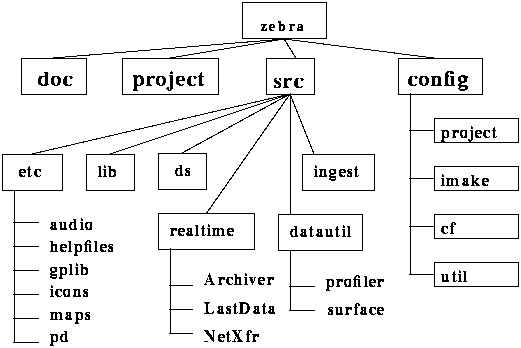 zebra
doc
project
src
config
project
imake
cf
util
etc
lib
ds
ingest
realtime
datautil
audio
helpfiles
gplib
icons
maps
pd
Archiver
LastData
NetXfr
profiler
surface